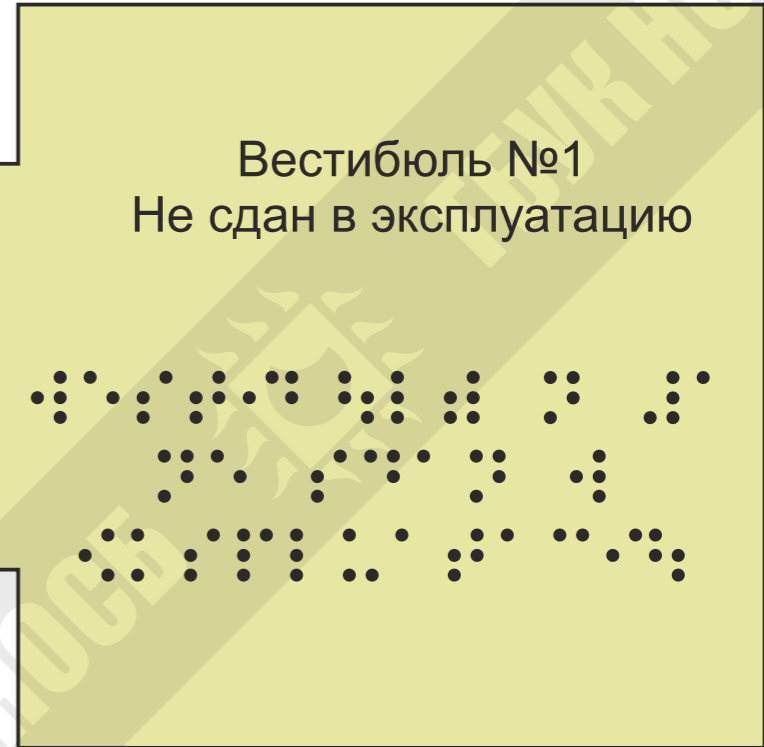 Вестибюль №1
Не сдан в эксплуатацию
⠺⠑⠎⠞⠊⠃⠳⠇⠾ ⠝ ⠼⠁
⠝⠑ ⠎⠙⠁⠝ ⠺
⠪⠅⠎⠏⠇⠥⠁⠞⠁⠉⠊⠳